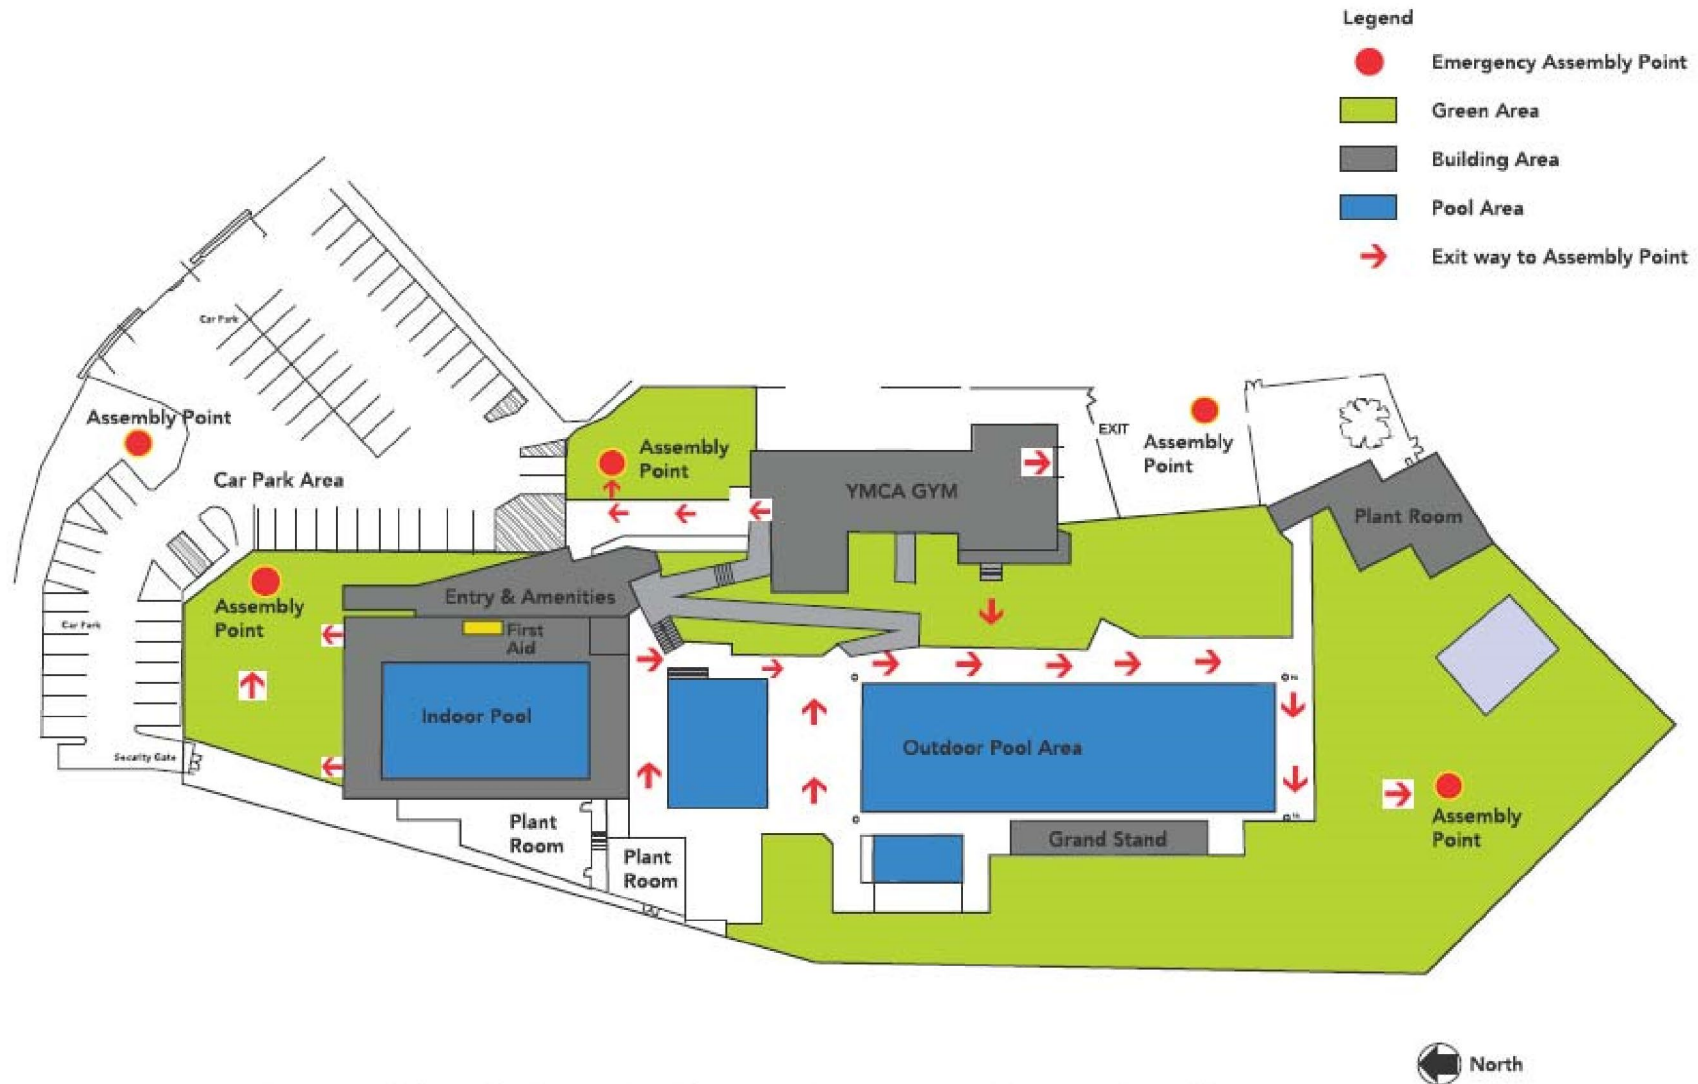 Legend
Emergency Assembly Point
Green Area
Building Area
Pool Area
Exit way to Assembly Point
Car Park
Assembly Point
Car Park Area
Assembly
Point
YMCA GYM
EXIT
Assembly
Point
Plant Room
Entry & Amenities
Assembly
Point
Car Park
First
Aid
Indoor Pool
Outdoor Pool Area
Security Gate
Plant
Room
Plant
Room
Grand Stand
Assembly
Point
North